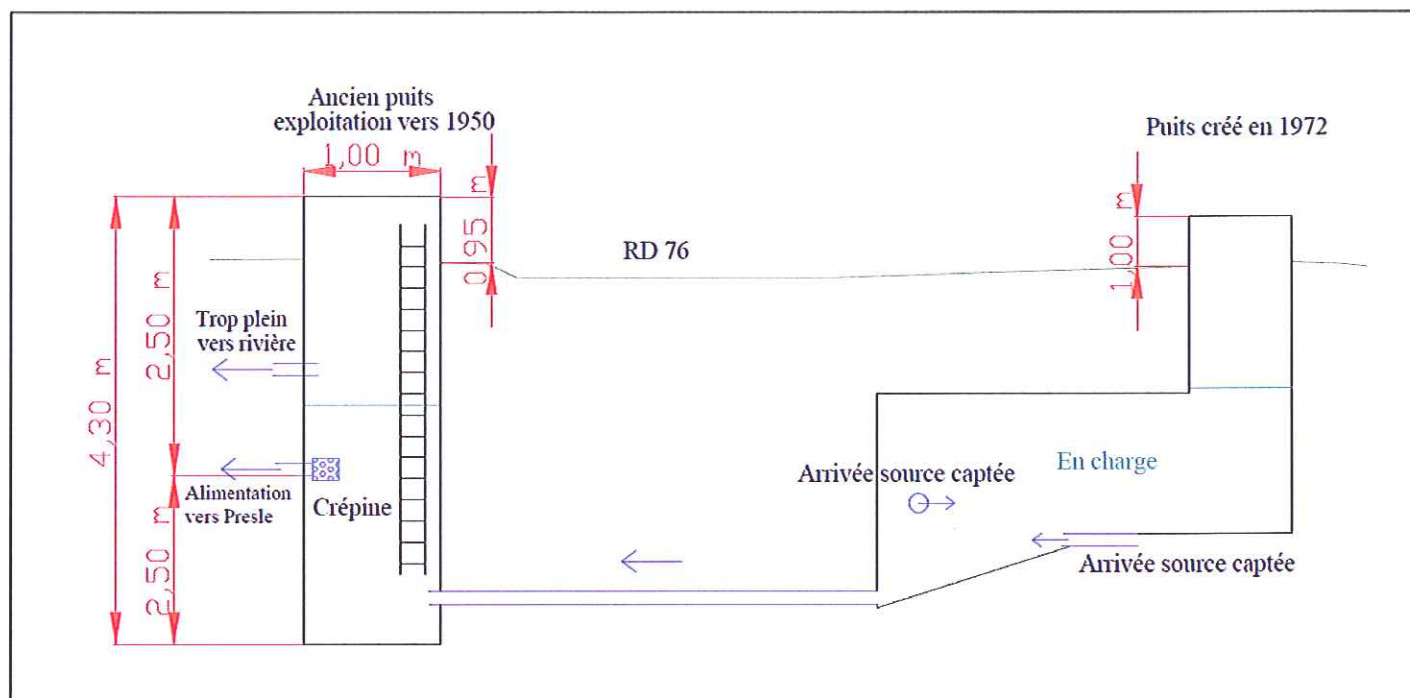 Ancien puits
exploitation vers 1950
1,00 m
Puits créé en 1972
0,95 m
RD 76
1,00 m
Trop plein
vers rivière
2,50 m
4,30 m
Alimentation
vers Presle
Crépine
2,50 m
Arrivée source captée
En charge
Arrivée source captée